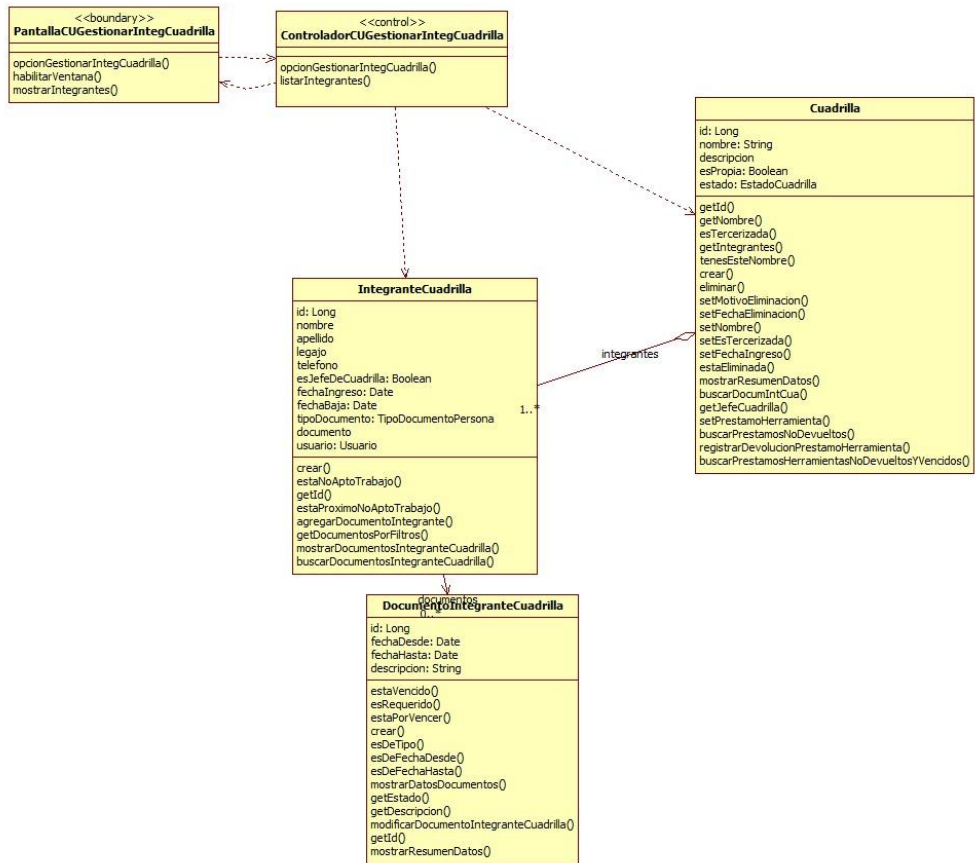 <<boundary>>
PantallaCUGestionarIntegCuadrilla
opcionGestionarIntegCuadrilla()
habilitarVentana()
mostrarIntegrantes()
<<control>>
ControladorCUGestionarIntegCuadrilla
opcionGestionarIntegCuadrilla()
listarIntegrantes()
Cuadrilla
id: Long
nombre: String
descripcion
esPropia: Boolean
estado: EstadoCuadrilla
getId()
getNombre()
esTercerizada()
getIntegrantes()
tenesEsteNombre()
crear()
eliminar()
setMotivoEliminacion()
setFechaEliminacion()
setNombre()
setEsTercerizada()
setFechaIngreso()
estaEliminada()
mostrarResumenDatos()
buscarDocumIntCua()
getJefeCuadrilla()
setPrestamoHerramienta()
buscarPrestamosNoDevueltos()
registrarDevolucionPrestamoHerramienta()
buscarPrestamosHerramientasNoDevueltosYVencidos()
integrantes
1..*
IntegranteCuadrilla
id: Long
nombre
apellido
legajo
telefono
esJefeDeCuadrilla: Boolean
fechaIngreso: Date
fechaBaja: Date
tipoDocumento: TipoDocumentoPersona
documento
usuario: Usuario
crear()
estaNoAptoTrabajo()
getId()
estaProximoNoAptoTrabajo()
agregarDocumentoIntegrante()
getDocumentosPorFiltros()
mostrarDocumentosIntegranteCuadrilla()
buscarDocumentosIntegranteCuadrilla()
documentos
0..*
DocumentoIntegranteCuadrilla
id: Long
fechaDesde: Date
fechaHasta: Date
descripcion: String
estaVencido()
esRequerido()
estaPorVencer()
crear()
esDeTipo()
esDeFechaDesde()
esDeFechaHasta()
mostrarDatosDocumentos()
getEstado()
getDescripcion()
modificarDocumentoIntegranteCuadrilla()
getId()
mostrarResumenDatos()